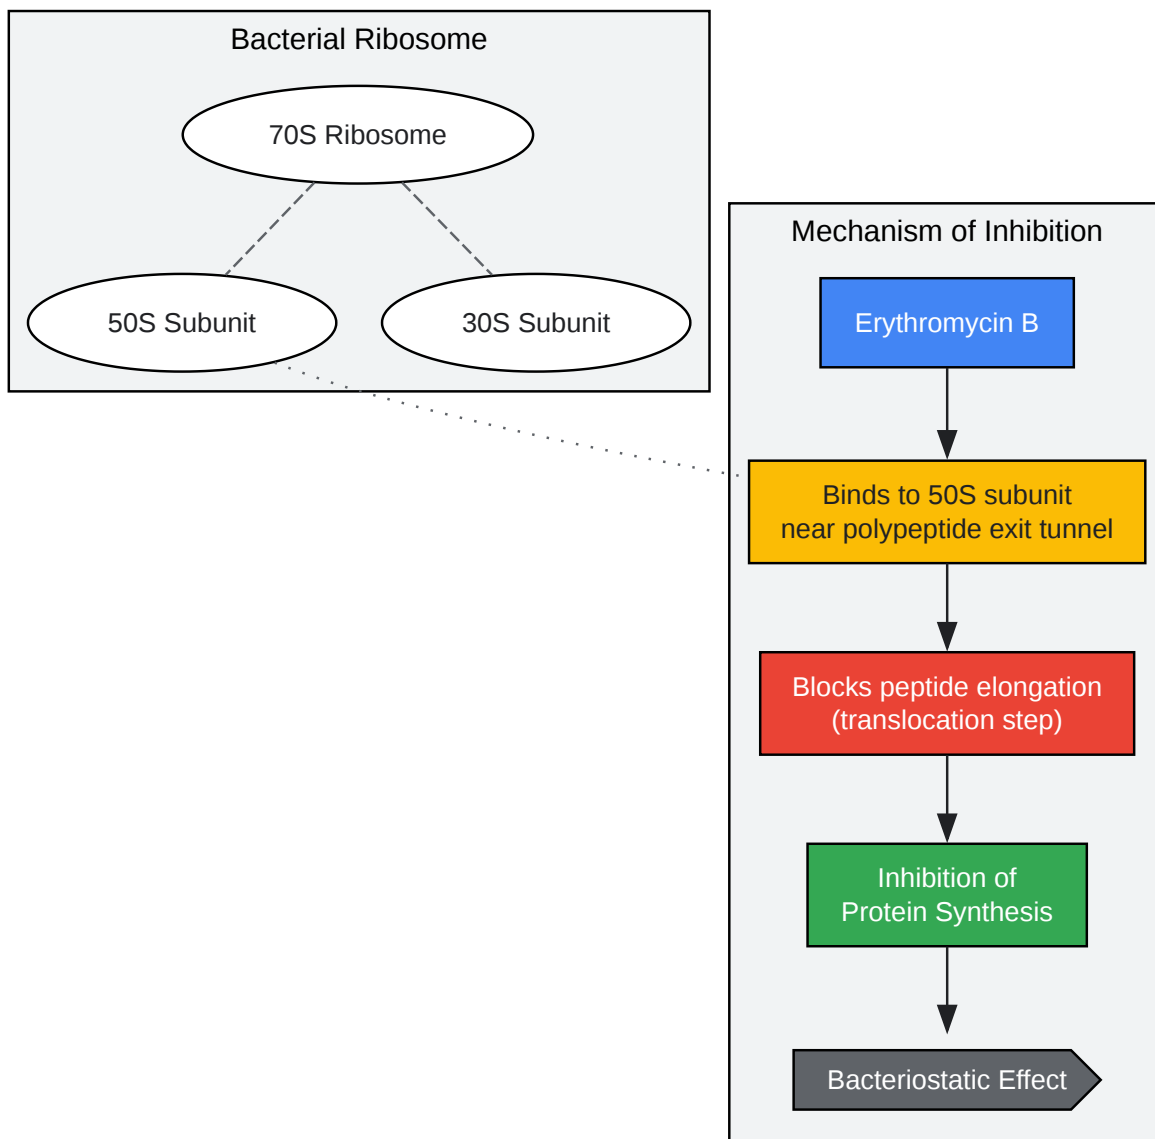 Bacterial Ribosome
70S Ribosome
50S Subunit
30S Subunit
Mechanism of Inhibition
Erythromycin B
Binds to 50S subunit
near polypeptide exit tunnel
Blocks peptide elongation
(translocation step)
Inhibition of
Protein Synthesis
Bacteriostatic Effect